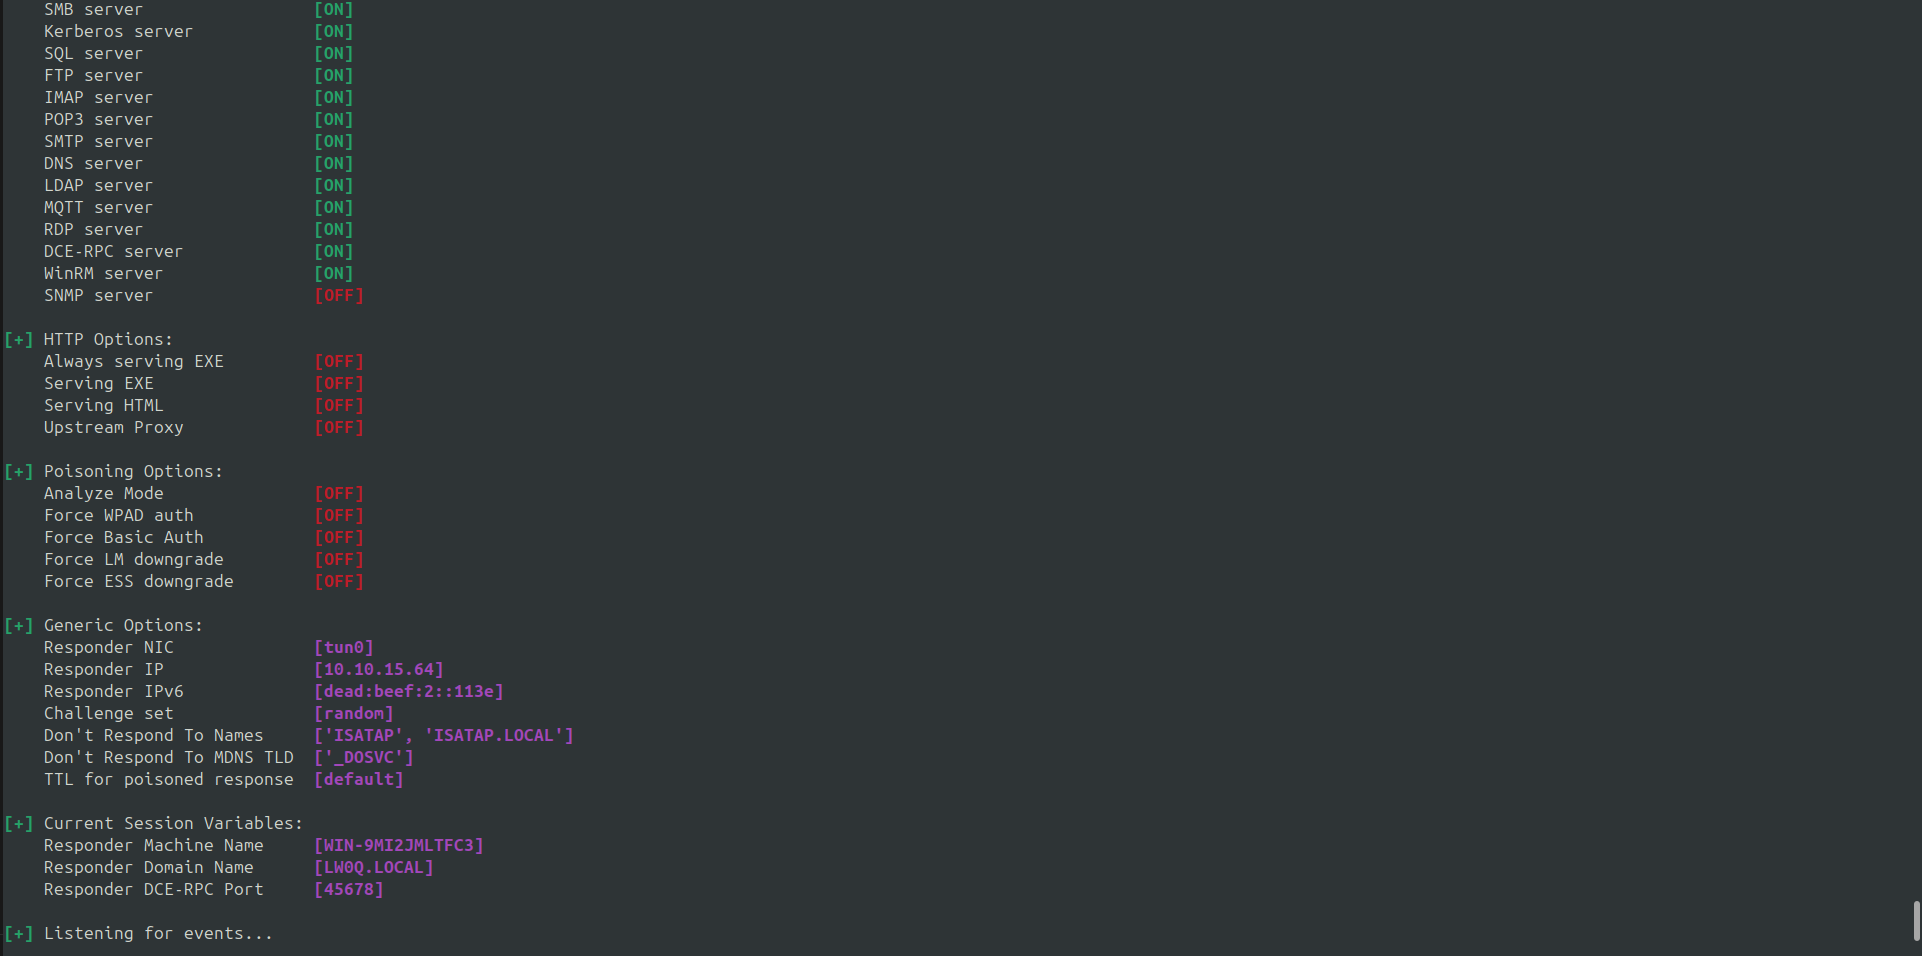 SMB server [ON]
Kerberos server [ON]
SQL server [ON]
FTP server [ON]
IMAP server [ON]
POP3 server [ON]
SMTP server [ON]
DNS server [ON]
LDAP server [ON]
MQTT server [ON]
RDP server [ON]
DCE-RPC server [ON]
WinRM server [ON]
SNMP server [OFF]
[+] HTTP Options:
Always serving EXE [OFF]
Serving EXE [OFF]
Serving HTML [OFF]
Upstream Proxy [OFF]
[+] Poisoning Options:
Analyze Mode [OFF]
Force WPAD auth [OFF]
Force Basic Auth [OFF]
Force LM downgrade [OFF]
Force ESS downgrade [OFF]
[+] Generic Options:
Responder NIC [tun0]
Responder IP [10.10.15.64]
Responder IPv6 [dead:beef:2::113e]
Challenge set [random]
Don't Respond To Names ['ISATAP', 'ISATAP.LOCAL']
Don't Respond To MDNS TLD ['_DOSVC']
TTL for poisoned response [default]
[+] Current Session Variables:
Responder Machine Name [WIN-9MI2JMLTFC3]
Responder Domain Name [LW0Q.LOCAL]
Responder DCE-RPC Port [45678]
[+] Listening for events...